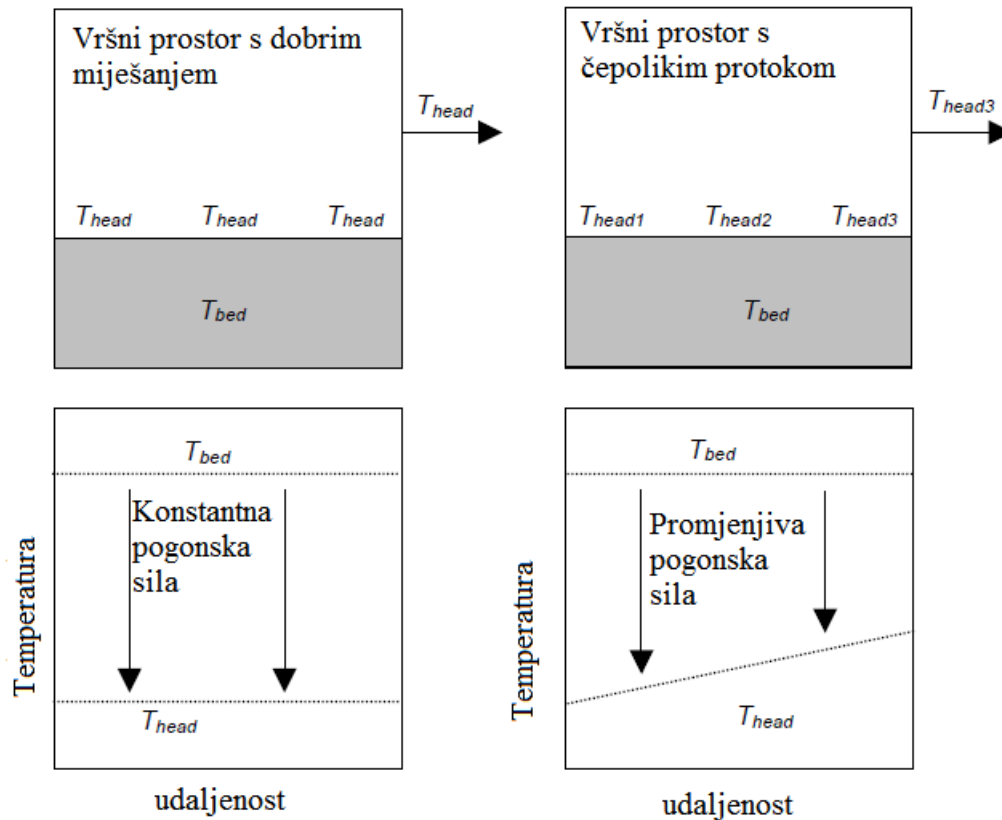 Vršni prostor s dobrim
miješanjem
T_head
T_head T_head T_head
T_bed
Vršni prostor s
čepolikim protokom
T_head3
T_head1 T_head2 T_head3
T_bed
Temperatura
T_bed
Konstantna
pogonska
sila
T_head
udaljenost
Temperatura
T_bed
Promjenjiva
pogonska
sila
T_head
udaljenost